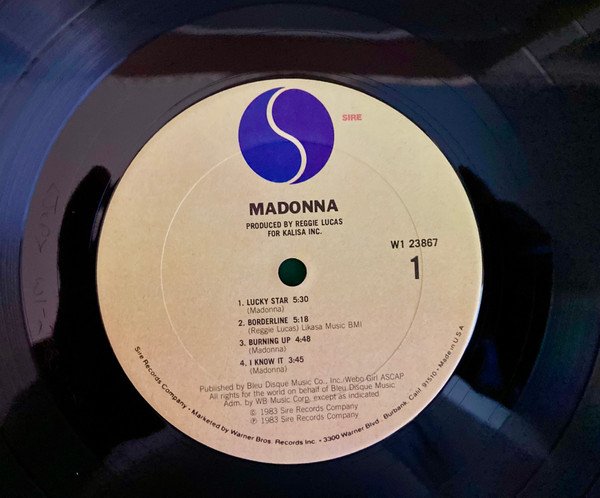 SIRE
MADONNA
PRODUCED BY REGGIE LUCAS
FOR KALISA INC.
W1 23867
1
1. LUCKY STAR 5:30
(Madonna)
2. BORDERLINE 5:18
(Reggie Lucas) Likasa Music BMI
3. BURNING UP 4:48
(Madonna)
4. I KNOW IT 3:45
(Madonna)
Published by Bleu Disque Music Co., Inc./Webo Girl ASCAP
All rights for the world on behalf of Bleu Disque Music
Adm. by WB Music Corp, except as indicated
© 1983 Sire Records Company
℗ 1983 Sire Records Company
Sire Records Company • Marketed by Warner Bros. Records Inc. • 3300 Warner Blvd., Burbank, Calif. 91510 • Made in U.S.A.